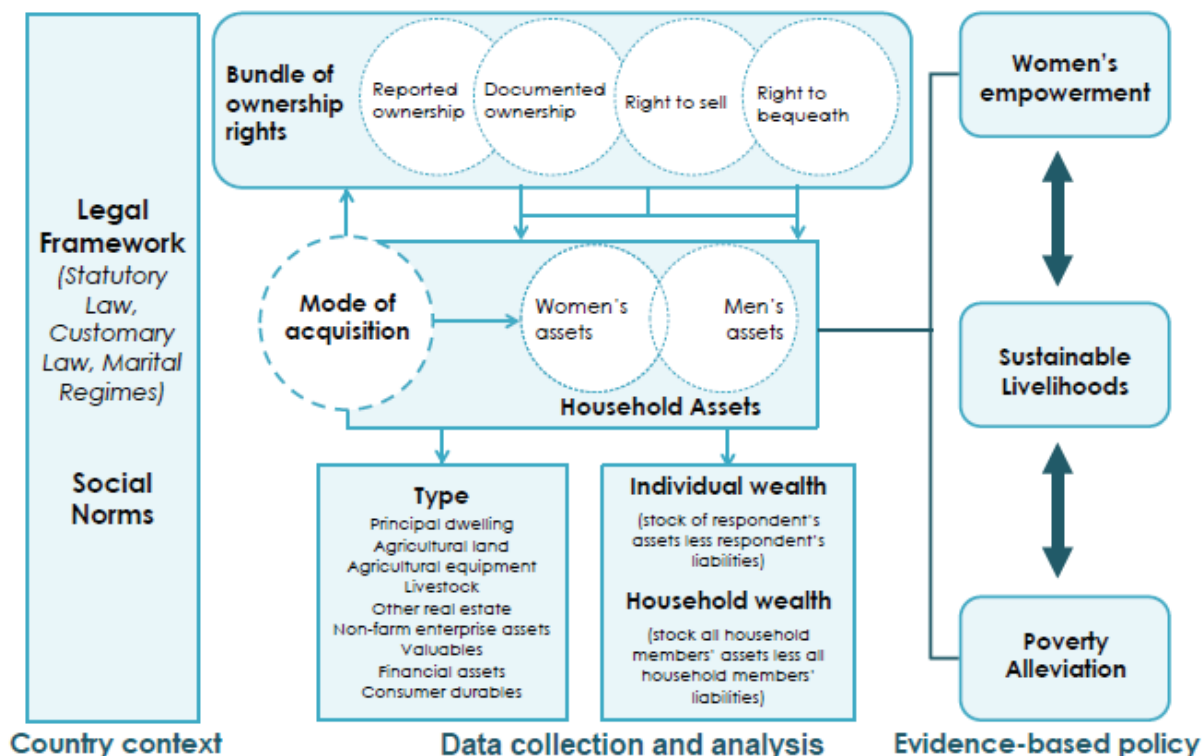 Legal
Framework
(Statutory
Law,
Customary
Law, Marital
Regimes)
Social
Norms
Country context
Bundle of
ownership
rights
Reported
ownership
Documented
ownership
Right to sell
Right to
bequeath
Mode of
acquisition
Women's
assets
Men's
assets
Household Assets
Type
Principal dwelling
Agricultural land
Agricultural equipment
Livestock
Other real estate
Non-farm enterprise assets
Valuables
Financial assets
Consumer durables
Individual wealth
(stock of respondent's
assets less respondent's
liabilities)
Household wealth
(stock all household
members' assets less all
household members'
liabilities)
Data collection and analysis
Women's
empowerment
Sustainable
Livelihoods
Poverty
Alleviation
Evidence-based policy